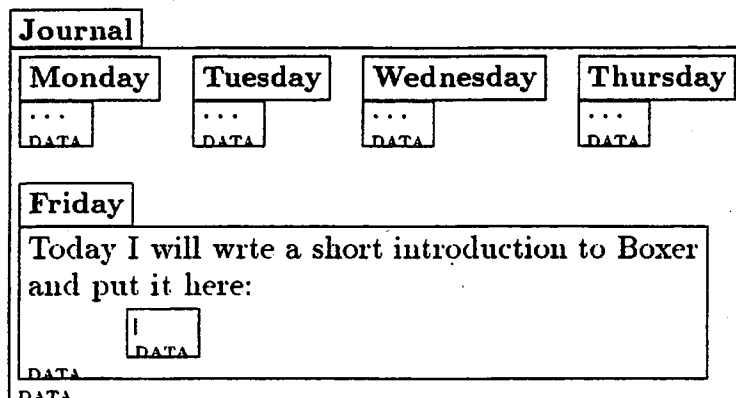 Journal
Monday Tuesday Wednesday Thursday
... ... ... ...
DATA DATA DATA DATA
Friday
Today I will wrte a short introduction to Boxer
and put it here:
|
DATA
DATA
DATA